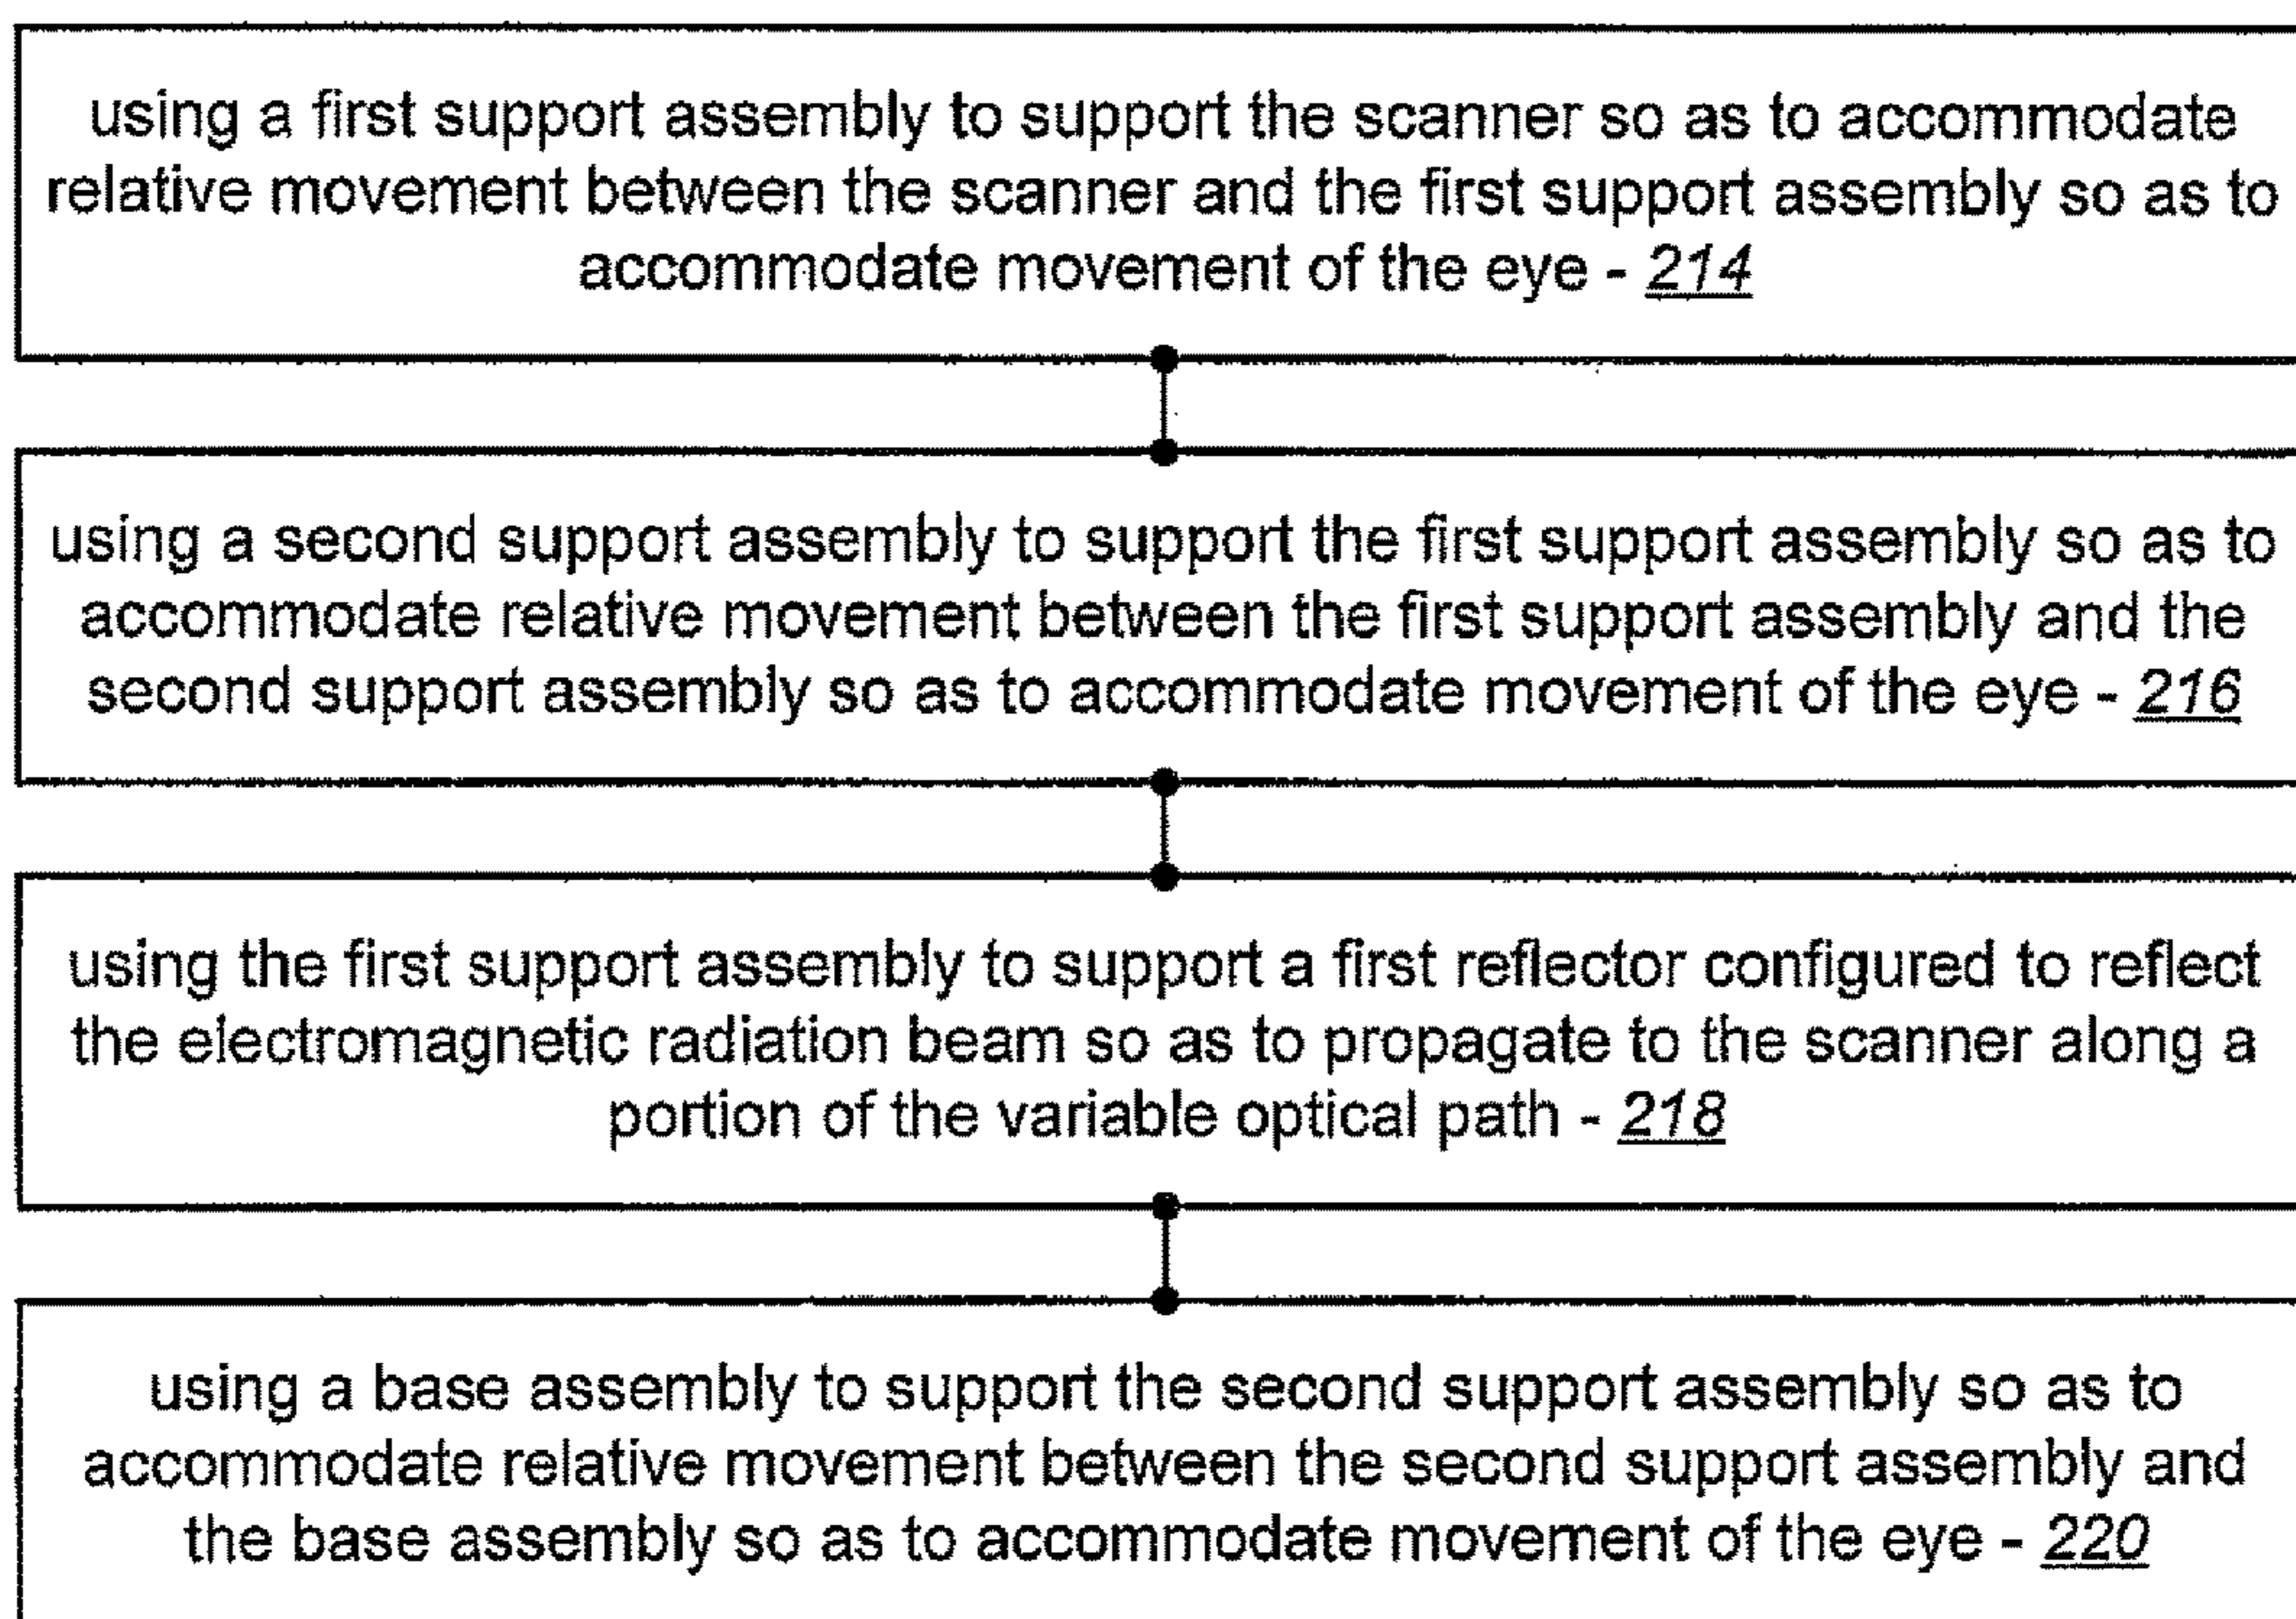 using a first support assembly to support the scanner so as to accommodate
relative movement between the scanner and the first support assembly so as to
accommodate movement of the eye - 214
using a second support assembly to support the first support assembly so as to
accommodate relative movement between the first support assembly and the
second support assembly so as to accommodate movement of the eye - 216
using the first support assembly to support a first reflector configured to reflect
the electromagnetic radiation beam so as to propagate to the scanner along a
portion of the variable optical path - 218
using a base assembly to support the second support assembly so as to
accommodate relative movement between the second support assembly and
the base assembly so as to accommodate movement of the eye - 220